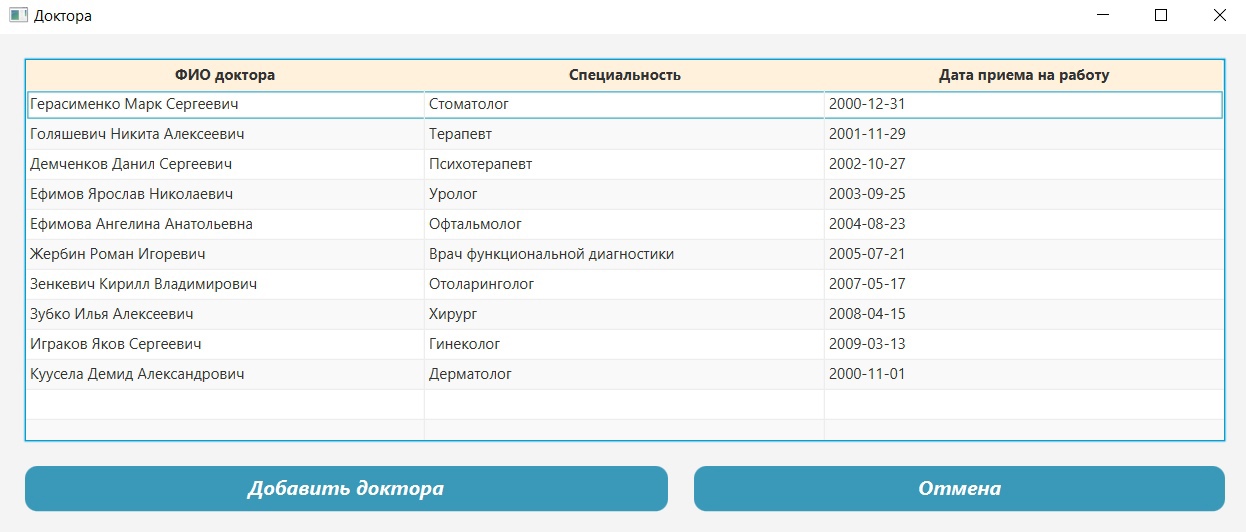 Доктора
ФИО доктора Специальность Дата приема на работу
Герасименко Марк Сергеевич Стоматолог 2000-12-31
Голяшевич Никита Алексеевич Терапевт 2001-11-29
Демченков Данил Сергеевич Психотерапевт 2002-10-27
Ефимов Ярослав Николаевич Уролог 2003-09-25
Ефимова Ангелина Анатольевна Офтальмолог 2004-08-23
Жербин Роман Игоревич Врач функциональной диагностики 2005-07-21
Зенкевич Кирилл Владимирович Отоларинголог 2007-05-17
Зубко Илья Алексеевич Хирург 2008-04-15
Играков Яков Сергеевич Гинеколог 2009-03-13
Куусела Демид Александрович Дерматолог 2000-11-01
Добавить доктора Отмена